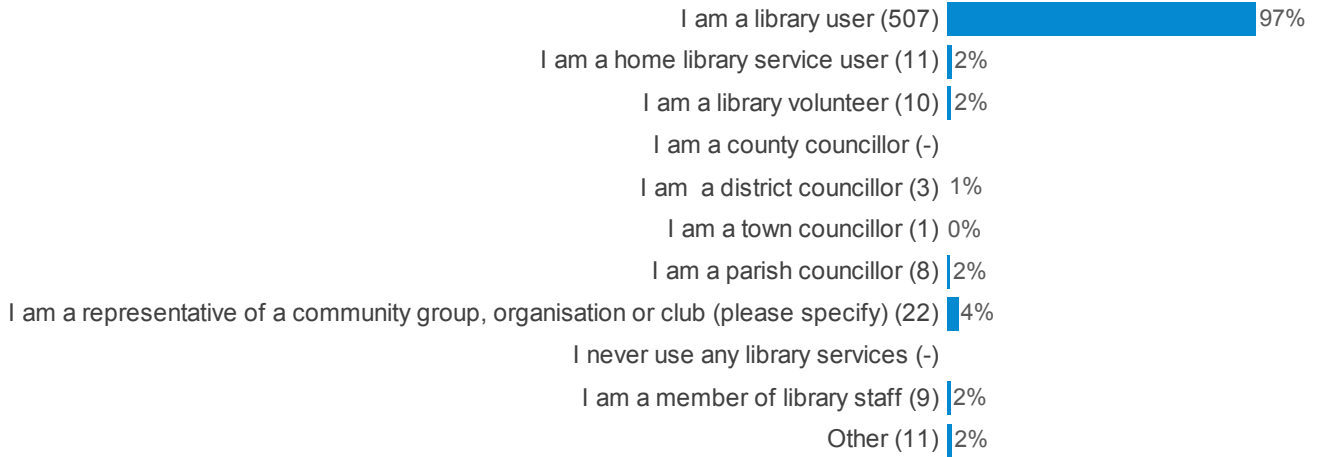 I am a library user (507) 97%
I am a home library service user (11) 2%
I am a library volunteer (10) 2%
I am a county councillor (-)
I am  a district councillor (3) 1%
I am a town councillor (1) 0%
I am a parish councillor (8) 2%
I am a representative of a community group, organisation or club (please specify) (22) 4%
I never use any library services (-)
I am a member of library staff (9) 2%
Other (11) 2%